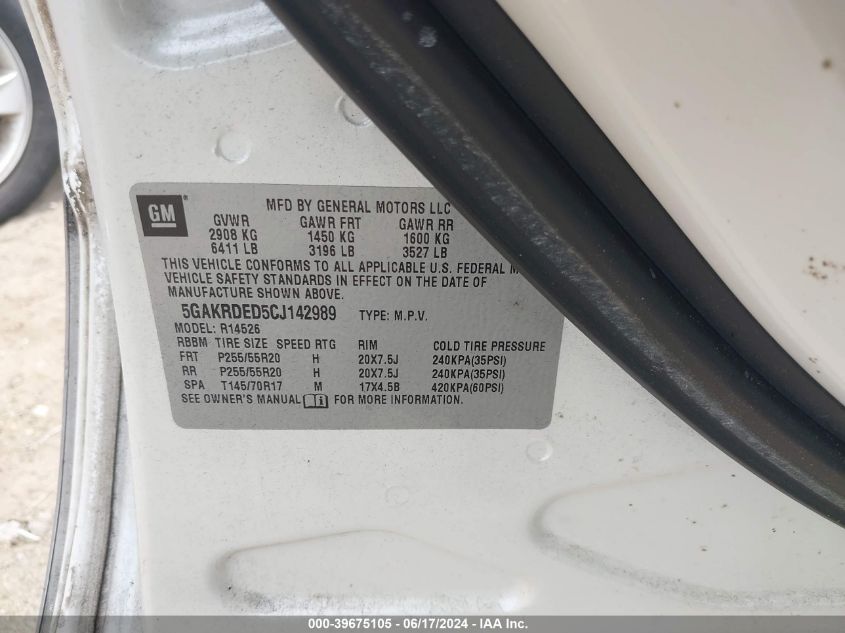 GM
MFD BY GENERAL MOTORS LLC
GVWR GAWR FRT GAWR RR
2908 KG 1450 KG 1600 KG
6411 LB 3196 LB 3527 LB
THIS VEHICLE CONFORMS TO ALL APPLICABLE U.S. FEDERAL
VEHICLE SAFETY STANDARDS IN EFFECT ON THE DATE OF
MANUFACTURE SHOWN ABOVE.
5GAKRDED5CJ142989 TYPE: M.P.V.
MODEL: R14526
RBBM TIRE SIZE SPEED RTG RIM COLD TIRE PRESSURE
FRT P255/55R20 H 20X7.5J 240KPA(35PSI)
RR P255/55R20 H 20X7.5J 240KPA(35PSI)
SPA T145/70R17 M 17X4.5B 420KPA(60PSI)
SEE OWNER'S MANUAL FOR MORE INFORMATION.
000-39675105 - 06/17/2024 - IAAI.COM